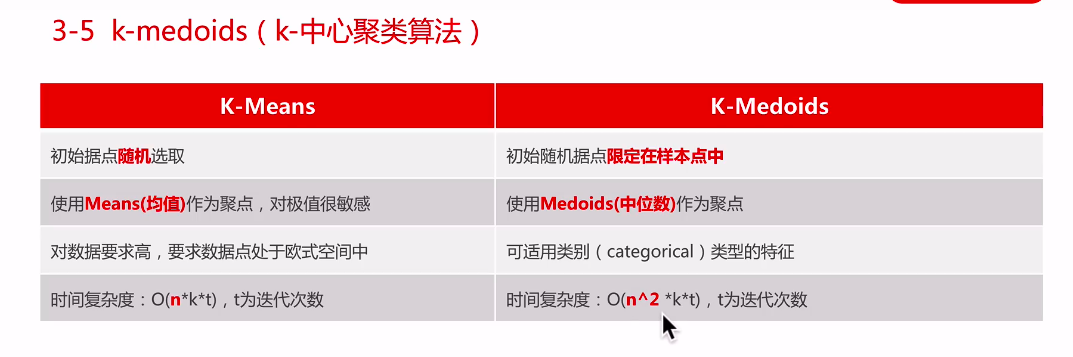 3-5 k-medoids（k-中心聚类算法）
K-Means
K-Medoids
初始据点随机选取
初始随机据点限定在样本点中
使用Means(均值)作为聚点，对极值很敏感
使用Medoids(中位数)作为聚点
对数据要求高，要求数据点处于欧式空间中
可适用类别（categorical）类型的特征
时间复杂度：O(n*k*t)，t为迭代次数
时间复杂度：O(n^2 *k*t)，t为迭代次数